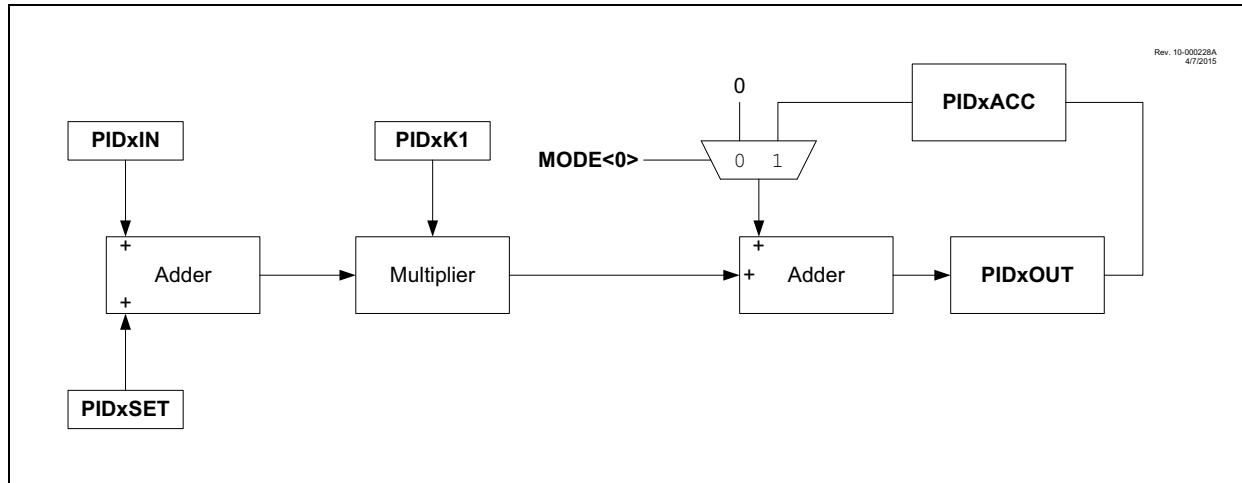 Rev. 10-000228A
4/7/2015
0
PIDxACC
PIDxIN
PIDxK1
MODE<0>
0 1
+
Adder
+
Multiplier
+
+
Adder
PIDxOUT
PIDxSET